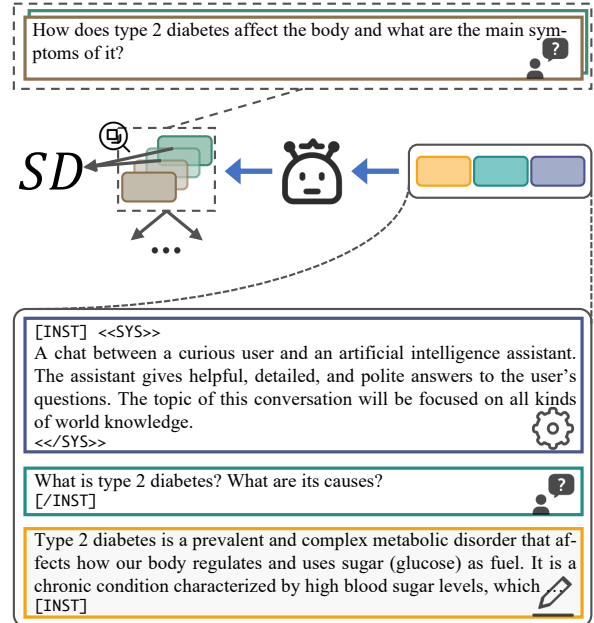 How does type 2 diabetes affect the body and what are the main sym-
ptoms of it?
?
SD
...
[INST] <<SYS>>
A chat between a curious user and an artificial intelligence assistant.
The assistant gives helpful, detailed, and polite answers to the user's
questions. The topic of this conversation will be focused on all kinds
of world knowledge.
<</SYS>>
What is type 2 diabetes? What are its causes?
[/INST]
?
Type 2 diabetes is a prevalent and complex metabolic disorder that af-
fects how our body regulates and uses sugar (glucose) as fuel. It is a
chronic condition characterized by high blood sugar levels, which ...
[INST]